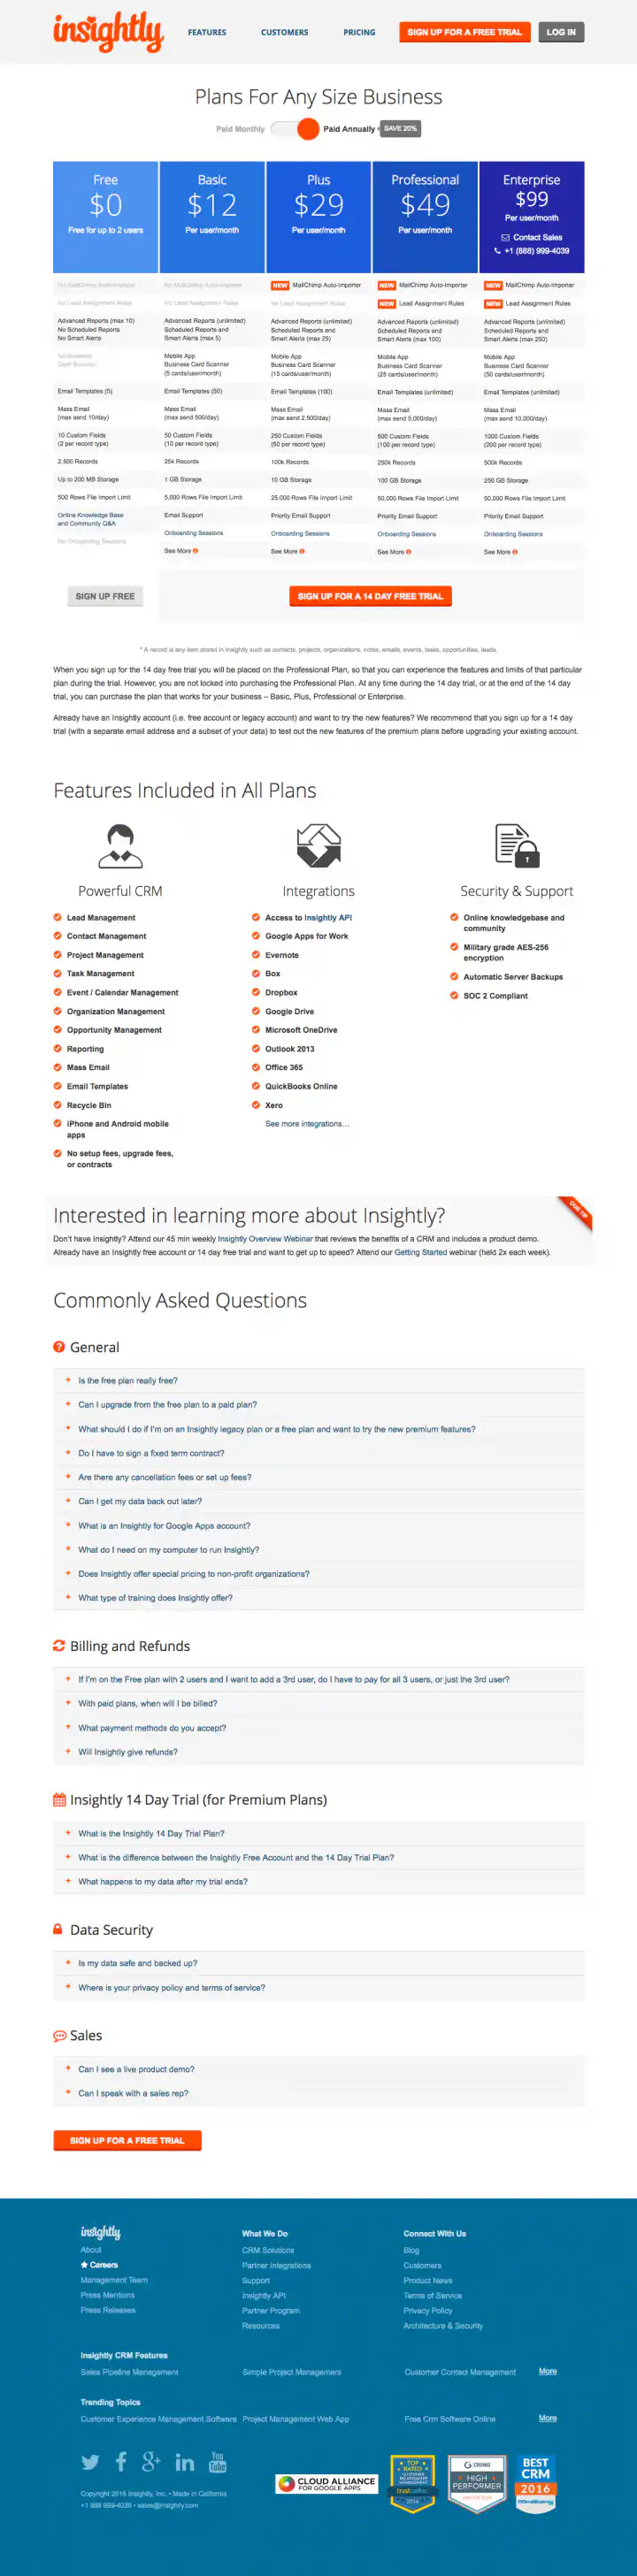 insightly
FEATURES
CUSTOMERS
PRICING
SIGN UP FOR A FREE TRIAL
LOG IN
Plans For Any Size Business
Paid Monthly
Paid Annually
SAVE 20%
Free
$0
Free for up to 2 users
Basic
$12
Per user/month
Plus
$29
Per user/month
Professional
$49
Per user/month
Enterprise
$99
Per user/month
Contact Sales
+1 (888) 999-4039
No MailChimp Auto-Importer
No Lead Assignment Rules
Advanced Reports (max 10)
No Scheduled Reports
No Smart Alerts
No Business
Card Scanner
Email Templates (5)
Mass Email
(max send 10/day)
10 Custom Fields
(2 per record type)
2,500 Records
Up to 200 MB Storage
500 Rows File Import Limit
Online Knowledge Base
and Community Q&A
No Onboarding Sessions
No MailChimp Auto-Importer
No Lead Assignment Rules
Advanced Reports (unlimited)
Scheduled Reports and
Smart Alerts (max 5)
Mobile App
Business Card Scanner
(5 cards/user/month)
Email Templates (50)
Mass Email
(max send 500/day)
50 Custom Fields
(10 per record type)
25k Records
1 GB Storage
5,000 Rows File Import Limit
Email Support
Onboarding Sessions
See More
NEW MailChimp Auto-Importer
No Lead Assignment Rules
Advanced Reports (unlimited)
Scheduled Reports and
Smart Alerts (max 25)
Mobile App
Business Card Scanner
(15 cards/user/month)
Email Templates (100)
Mass Email
(max send 2,500/day)
250 Custom Fields
(50 per record type)
100k Records
10 GB Storage
25,000 Rows File Import Limit
Priority Email Support
Onboarding Sessions
See More
NEW MailChimp Auto-Importer
NEW Lead Assignment Rules
Advanced Reports (unlimited)
Scheduled Reports and
Smart Alerts (max 100)
Mobile App
Business Card Scanner
(25 cards/user/month)
Email Templates (unlimited)
Mass Email
(max send 5,000/day)
500 Custom Fields
(100 per record type)
250k Records
100 GB Storage
50,000 Rows File Import Limit
Priority Email Support
Onboarding Sessions
See More
NEW MailChimp Auto-Importer
NEW Lead Assignment Rules
Advanced Reports (unlimited)
Scheduled Reports and
Smart Alerts (max 250)
Mobile App
Business Card Scanner
(50 cards/user/month)
Email Templates (unlimited)
Mass Email
(max send 10,000/day)
1000 Custom Fields
(200 per record type)
500k Records
250 GB Storage
50,000 Rows File Import Limit
Priority Email Support
Onboarding Sessions
See More
SIGN UP FREE
SIGN UP FOR A 14 DAY FREE TRIAL
* A record is any item stored in Insightly such as contacts, projects, organizations, notes, emails, events, tasks, opportunities, leads.
When you sign up for the 14 day free trial you will be placed on the Professional Plan, so that you can experience the features and limits of that particular
plan during the trial. However, you are not locked into purchasing the Professional Plan. At any time during the 14 day trial, or at the end of the 14 day
trial, you can purchase the plan that works for your business – Basic, Plus, Professional or Enterprise.
Already have an Insightly account (i.e. free account or legacy account) and want to try the new features? We recommend that you sign up for a 14 day
trial (with a separate email address and a subset of your data) to test out the new features of the premium plans before upgrading your existing account.
Features Included in All Plans
Powerful CRM
Lead Management
Contact Management
Project Management
Task Management
Event / Calendar Management
Organization Management
Opportunity Management
Reporting
Mass Email
Email Templates
Recycle Bin
iPhone and Android mobile
apps
No setup fees, upgrade fees,
or contracts
Integrations
Access to Insightly API
Google Apps for Work
Evernote
Box
Dropbox
Google Drive
Microsoft OneDrive
Outlook 2013
Office 365
QuickBooks Online
Xero
See more integrations...
Security & Support
Online knowledgebase and
community
Military grade AES-256
encryption
Automatic Server Backups
SOC 2 Compliant
Interested in learning more about Insightly?
OUR TIP
Don't have Insightly? Attend our 45 min weekly Insightly Overview Webinar that reviews the benefits of a CRM and includes a product demo.
Already have an Insightly free account or 14 day free trial and want to get up to speed? Attend our Getting Started webinar (held 2x each week).
Commonly Asked Questions
General
+ Is the free plan really free?
+ Can I upgrade from the free plan to a paid plan?
+ What should I do if I'm on an Insightly legacy plan or a free plan and want to try the new premium features?
+ Do I have to sign a fixed term contract?
+ Are there any cancellation fees or set up fees?
+ Can I get my data back out later?
+ What is an Insightly for Google Apps account?
+ What do I need on my computer to run Insightly?
+ Does Insightly offer special pricing to non-profit organizations?
+ What type of training does Insightly offer?
Billing and Refunds
+ If I'm on the Free plan with 2 users and I want to add a 3rd user, do I have to pay for all 3 users, or just the 3rd user?
+ With paid plans, when will I be billed?
+ What payment methods do you accept?
+ Will Insightly give refunds?
Insightly 14 Day Trial (for Premium Plans)
+ What is the Insightly 14 Day Trial Plan?
+ What is the difference between the Insightly Free Account and the 14 Day Trial Plan?
+ What happens to my data after my trial ends?
Data Security
+ Is my data safe and backed up?
+ Where is your privacy policy and terms of service?
Sales
+ Can I see a live product demo?
+ Can I speak with a sales rep?
SIGN UP FOR A FREE TRIAL
insightly
About
Careers
Management Team
Press Mentions
Press Releases
What We Do
CRM Solutions
Partner Integrations
Support
Insightly API
Partner Program
Resources
Connect With Us
Blog
Customers
Product News
Terms of Service
Privacy Policy
Architecture & Security
Insightly CRM Features
Sales Pipeline Management
Simple Project Management
Customer Contact Management
More
Trending Topics
Customer Experience Management Software
Project Management Web App
Free Crm Software Online
More
You
Tube
Copyright 2016 Insightly, Inc. • Made in California
+1 888 999-4039 • sales@insightly.com
CLOUD ALLIANCE
FOR GOOGLE APPS
TOP
RATED
CUSTOMER
RELATIONSHIP
MANAGEMENT
trustradius
2016
CROWD
HIGH
PERFORMER
BEST
CRM
2016